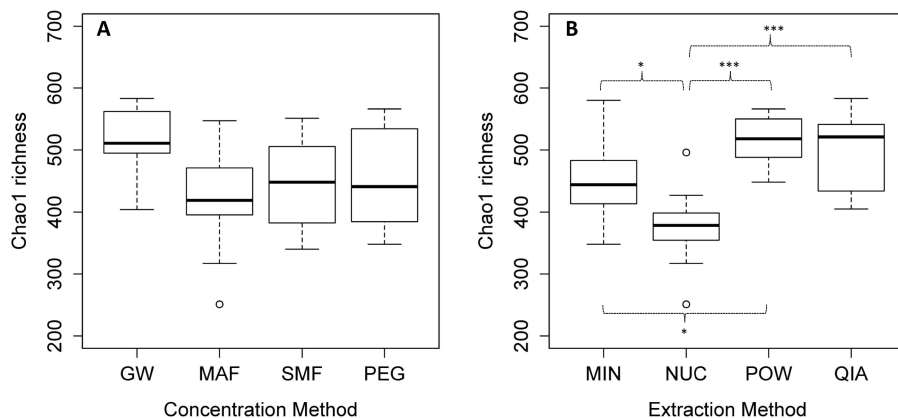 A
Chao1 richness
700
600
500
400
300
200
GW MAF SMF PEG
Concentration Method
B
Chao1 richness
700
600
500
400
300
200
***
* ***
*
MIN NUC POW QIA
Extraction Method